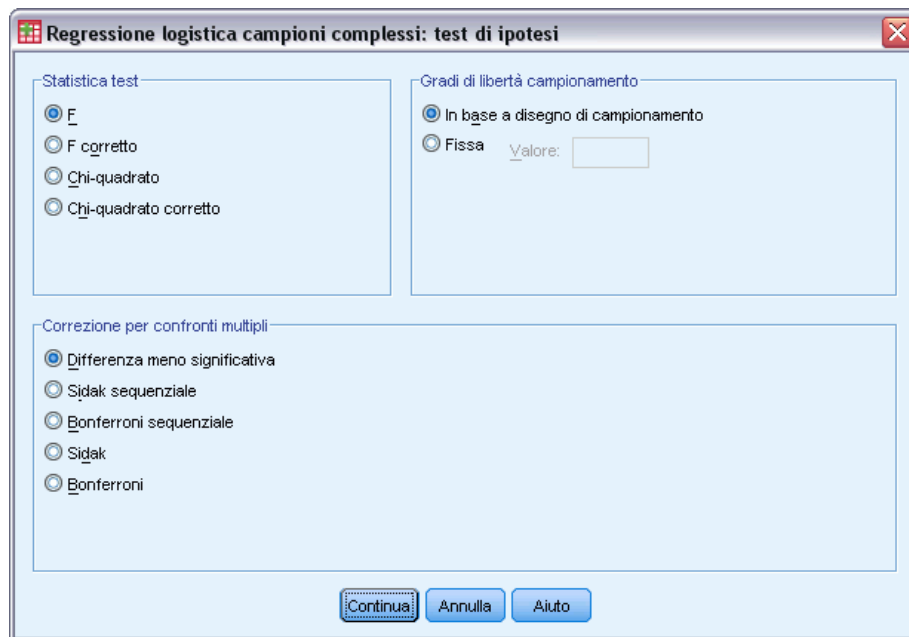 Regressione logistica campioni complessi: test di ipotesi
Statistica test
F
F corretto
Chi-quadrato
Chi-quadrato corretto
Gradi di libertà campionamento
In base a disegno di campionamento
Fissa Valore:
Correzione per confronti multipli
Differenza meno significativa
Sidak sequenziale
Bonferroni sequenziale
Sidak
Bonferroni
Continua Annulla Aiuto